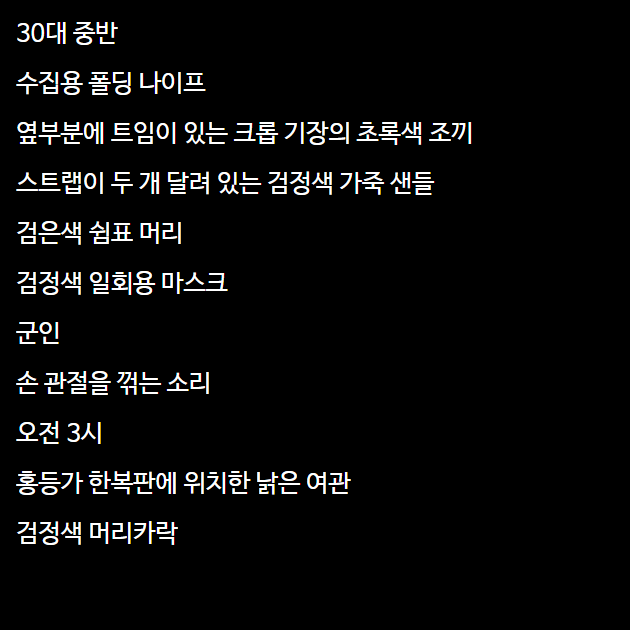 30대 중반
수집용 폴딩 나이프
옆부분에 트임이 있는 크롭 기장의 초록색 조끼
스트랩이 두 개 달려 있는 검정색 가죽 샌들
검은색 쉼표 머리
검정색 일회용 마스크
군인
손 관절을 꺾는 소리
오전 3시
홍등가 한복판에 위치한 낡은 여관
검정색 머리카락